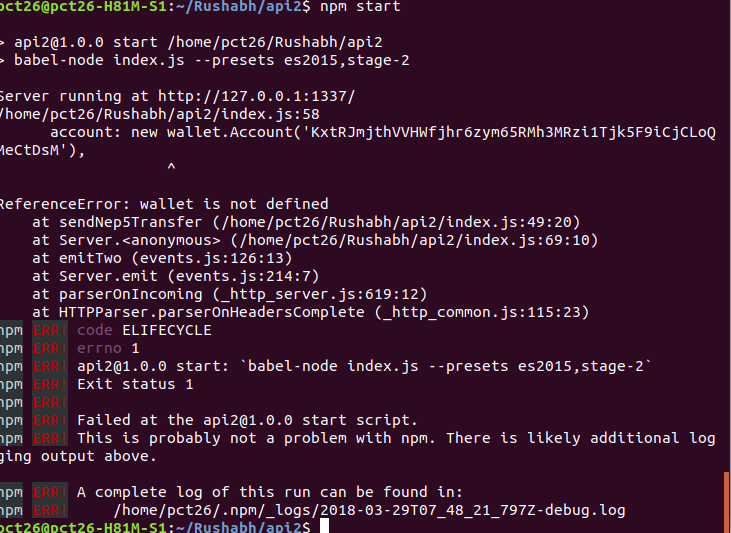 pct26@pct26-H81M-S1:~/Rushabh/api2$ npm start
> api2@1.0.0 start /home/pct26/Rushabh/api2
> babel-node index.js --presets es2015,stage-2
Server running at http://127.0.0.1:1337/
/home/pct26/Rushabh/api2/index.js:58
account: new wallet.Account('KxtRJmjthVVHWfjhr6zym65RMh3MRzi1Tjk5F9iCjCLoQ
MeCtDsM'),
^
ReferenceError: wallet is not defined
at sendNep5Transfer (/home/pct26/Rushabh/api2/index.js:49:20)
at Server.<anonymous> (/home/pct26/Rushabh/api2/index.js:69:10)
at emitTwo (events.js:126:13)
at Server.emit (events.js:214:7)
at parserOnIncoming (_http_server.js:619:12)
at HTTPParser.parserOnHeadersComplete (_http_common.js:115:23)
npm ERR! code ELIFECYCLE
npm ERR! errno 1
npm ERR! api2@1.0.0 start: `babel-node index.js --presets es2015,stage-2`
npm ERR! Exit status 1
npm ERR!
npm ERR! Failed at the api2@1.0.0 start script.
npm ERR! This is probably not a problem with npm. There is likely additional log
ging output above.
npm ERR! A complete log of this run can be found in:
npm ERR! /home/pct26/.npm/_logs/2018-03-29T07_48_21_797Z-debug.log
pct26@pct26-H81M-S1:~/Rushabh/api2$